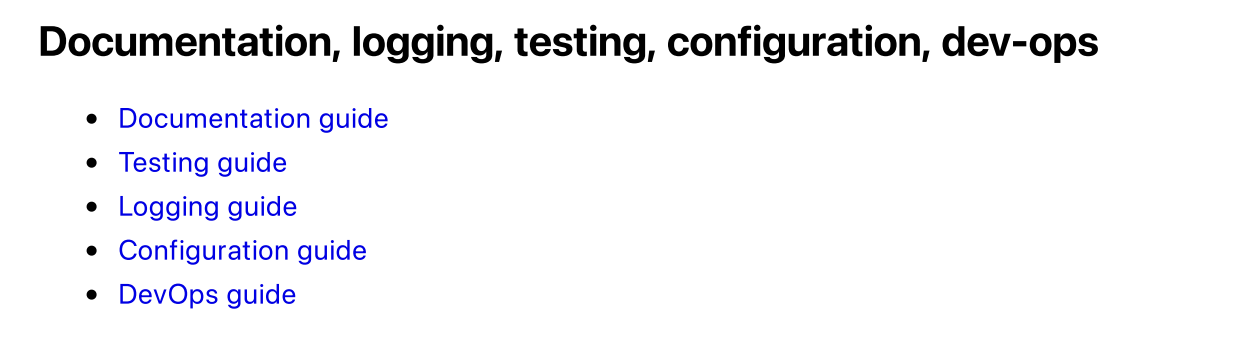 Documentation, logging, testing, configuration, dev-ops
Documentation guide
Testing guide
Logging guide
Configuration guide
DevOps guide